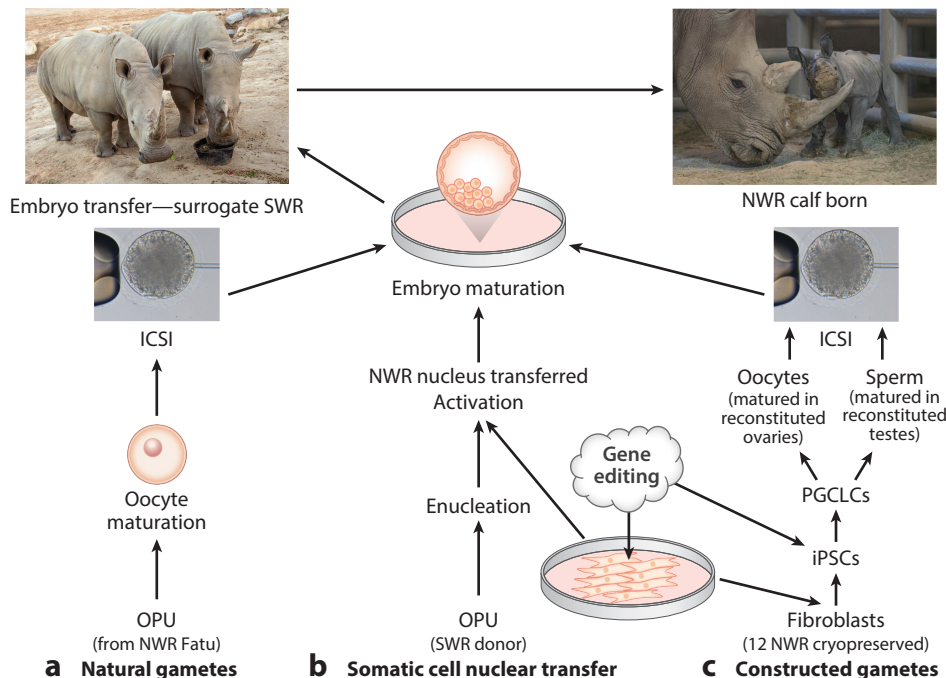 Embryo transfer—surrogate SWR
NWR calf born
Embryo maturation
ICSI
ICSI
NWR nucleus transferred
Activation
Oocytes
(matured in
reconstituted
ovaries)
Sperm
(matured in
reconstituted
testes)
Gene
editing
Oocyte
maturation
Enucleation
PGCLCs
iPSCs
OPU
(from NWR Fatu)
OPU
(SWR donor)
Fibroblasts
(12 NWR cryopreserved)
a Natural gametes
b Somatic cell nuclear transfer
c Constructed gametes